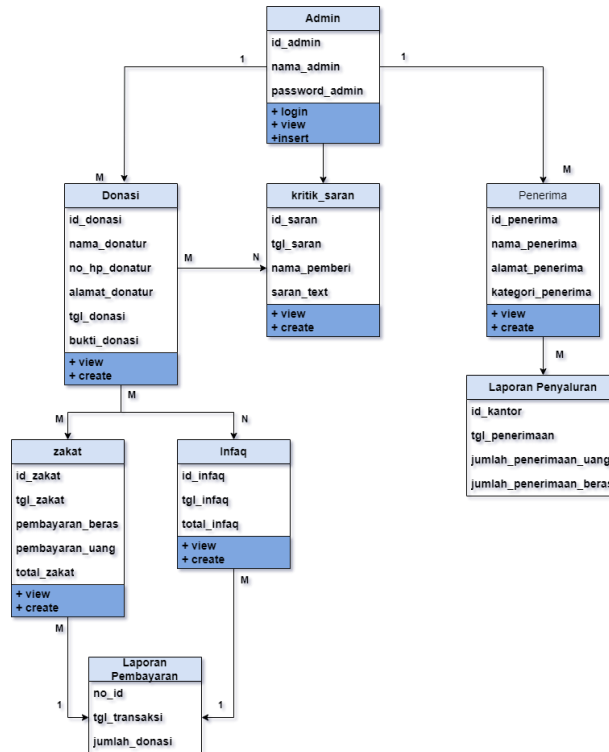 Admin
id_admin
nama_admin
password_admin
+ login
+ view
+insert
1
1
M
M
Donasi
id_donasi
nama_donatur
no_hp_donatur
alamat_donatur
tgl_donasi
bukti_donasi
+ view
+ create
M
N
kritik_saran
id_saran
tgl_saran
nama_pemberi
saran_text
+ view
+ create
Penerima
id_penerima
nama_penerima
alamat_penerima
kategori_penerima
+ view
+ create
M
Laporan Penyaluran
id_kantor
tgl_penerimaan
jumlah_penerimaan_uang
jumlah_penerimaan_beras
M
M
N
zakat
id_zakat
tgl_zakat
pembayaran_beras
pembayaran_uang
total_zakat
+ view
+ create
Infaq
id_infaq
tgl_infaq
total_infaq
+ view
+ create
M
M
1
1
Laporan
Pembayaran
no_id
tgl_transaksi
jumlah_donasi